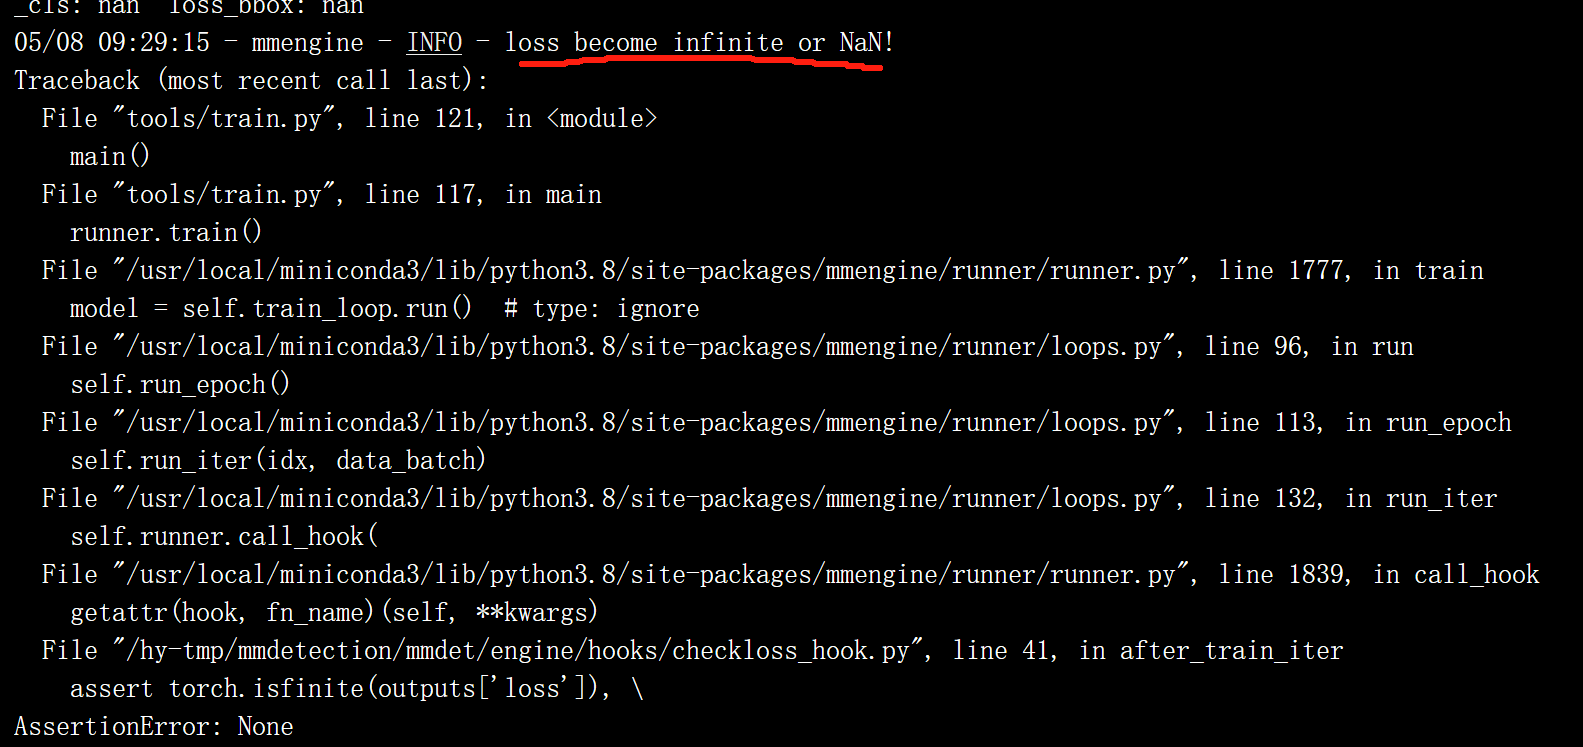 _cls: nan  loss_bbox: nan
05/08 09:29:15 - mmengine - INFO - loss become infinite or NaN!
Traceback (most recent call last):
  File "tools/train.py", line 121, in <module>
    main()
  File "tools/train.py", line 117, in main
    runner.train()
  File "/usr/local/miniconda3/lib/python3.8/site-packages/mmengine/runner/runner.py", line 1777, in train
    model = self.train_loop.run()  # type: ignore
  File "/usr/local/miniconda3/lib/python3.8/site-packages/mmengine/runner/loops.py", line 96, in run
    self.run_epoch()
  File "/usr/local/miniconda3/lib/python3.8/site-packages/mmengine/runner/loops.py", line 113, in run_epoch
    self.run_iter(idx, data_batch)
  File "/usr/local/miniconda3/lib/python3.8/site-packages/mmengine/runner/loops.py", line 132, in run_iter
    self.runner.call_hook(
  File "/usr/local/miniconda3/lib/python3.8/site-packages/mmengine/runner/runner.py", line 1839, in call_hook
    getattr(hook, fn_name)(self, **kwargs)
  File "/hy-tmp/mmdetection/mmdet/engine/hooks/checkloss_hook.py", line 41, in after_train_iter
    assert torch.isfinite(outputs['loss']), \
AssertionError: None